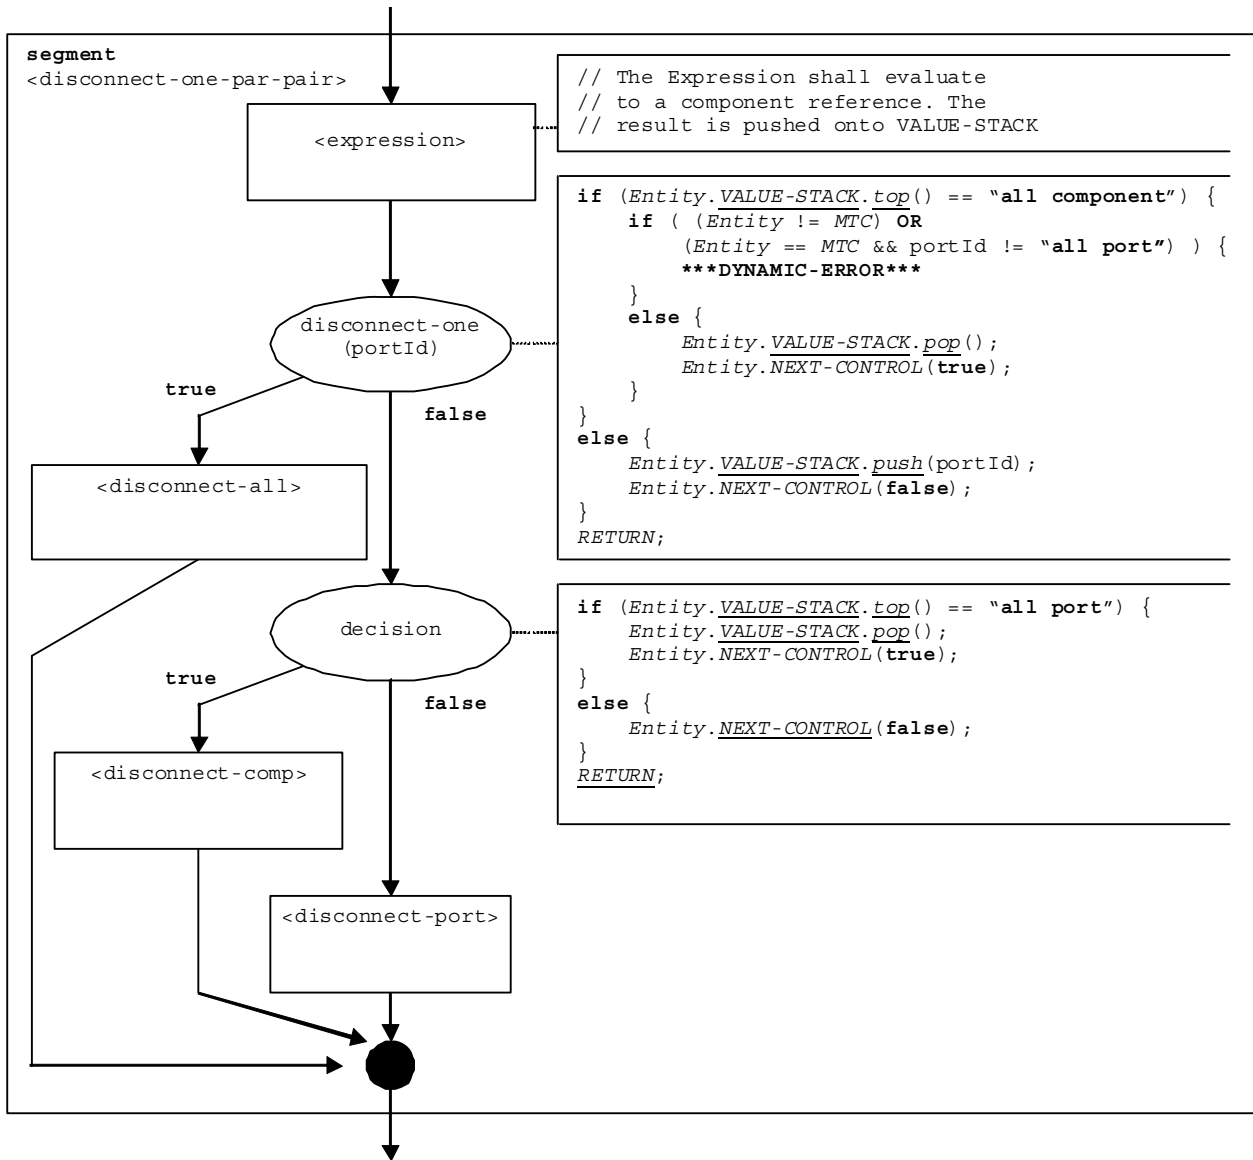 segment
<disconnect-one-par-pair>
<expression>
// The Expression shall evaluate
// to a component reference. The
// result is pushed onto VALUE-STACK
if (Entity.VALUE-STACK.top() == “all component”) {
if ( (Entity != MTC) OR
(Entity == MTC && portId != “all port”) ) {
***DYNAMIC-ERROR***
}
else {
Entity.VALUE-STACK.pop();
Entity.NEXT-CONTROL(true);
}
}
else {
Entity.VALUE-STACK.push(portId);
Entity.NEXT-CONTROL(false);
}
RETURN;
disconnect-one
(portId)
true
false
<disconnect-all>
decision
if (Entity.VALUE-STACK.top() == “all port”) {
Entity.VALUE-STACK.pop();
Entity.NEXT-CONTROL(true);
}
else {
Entity.NEXT-CONTROL(false);
}
RETURN;
true
false
<disconnect-comp>
<disconnect-port>